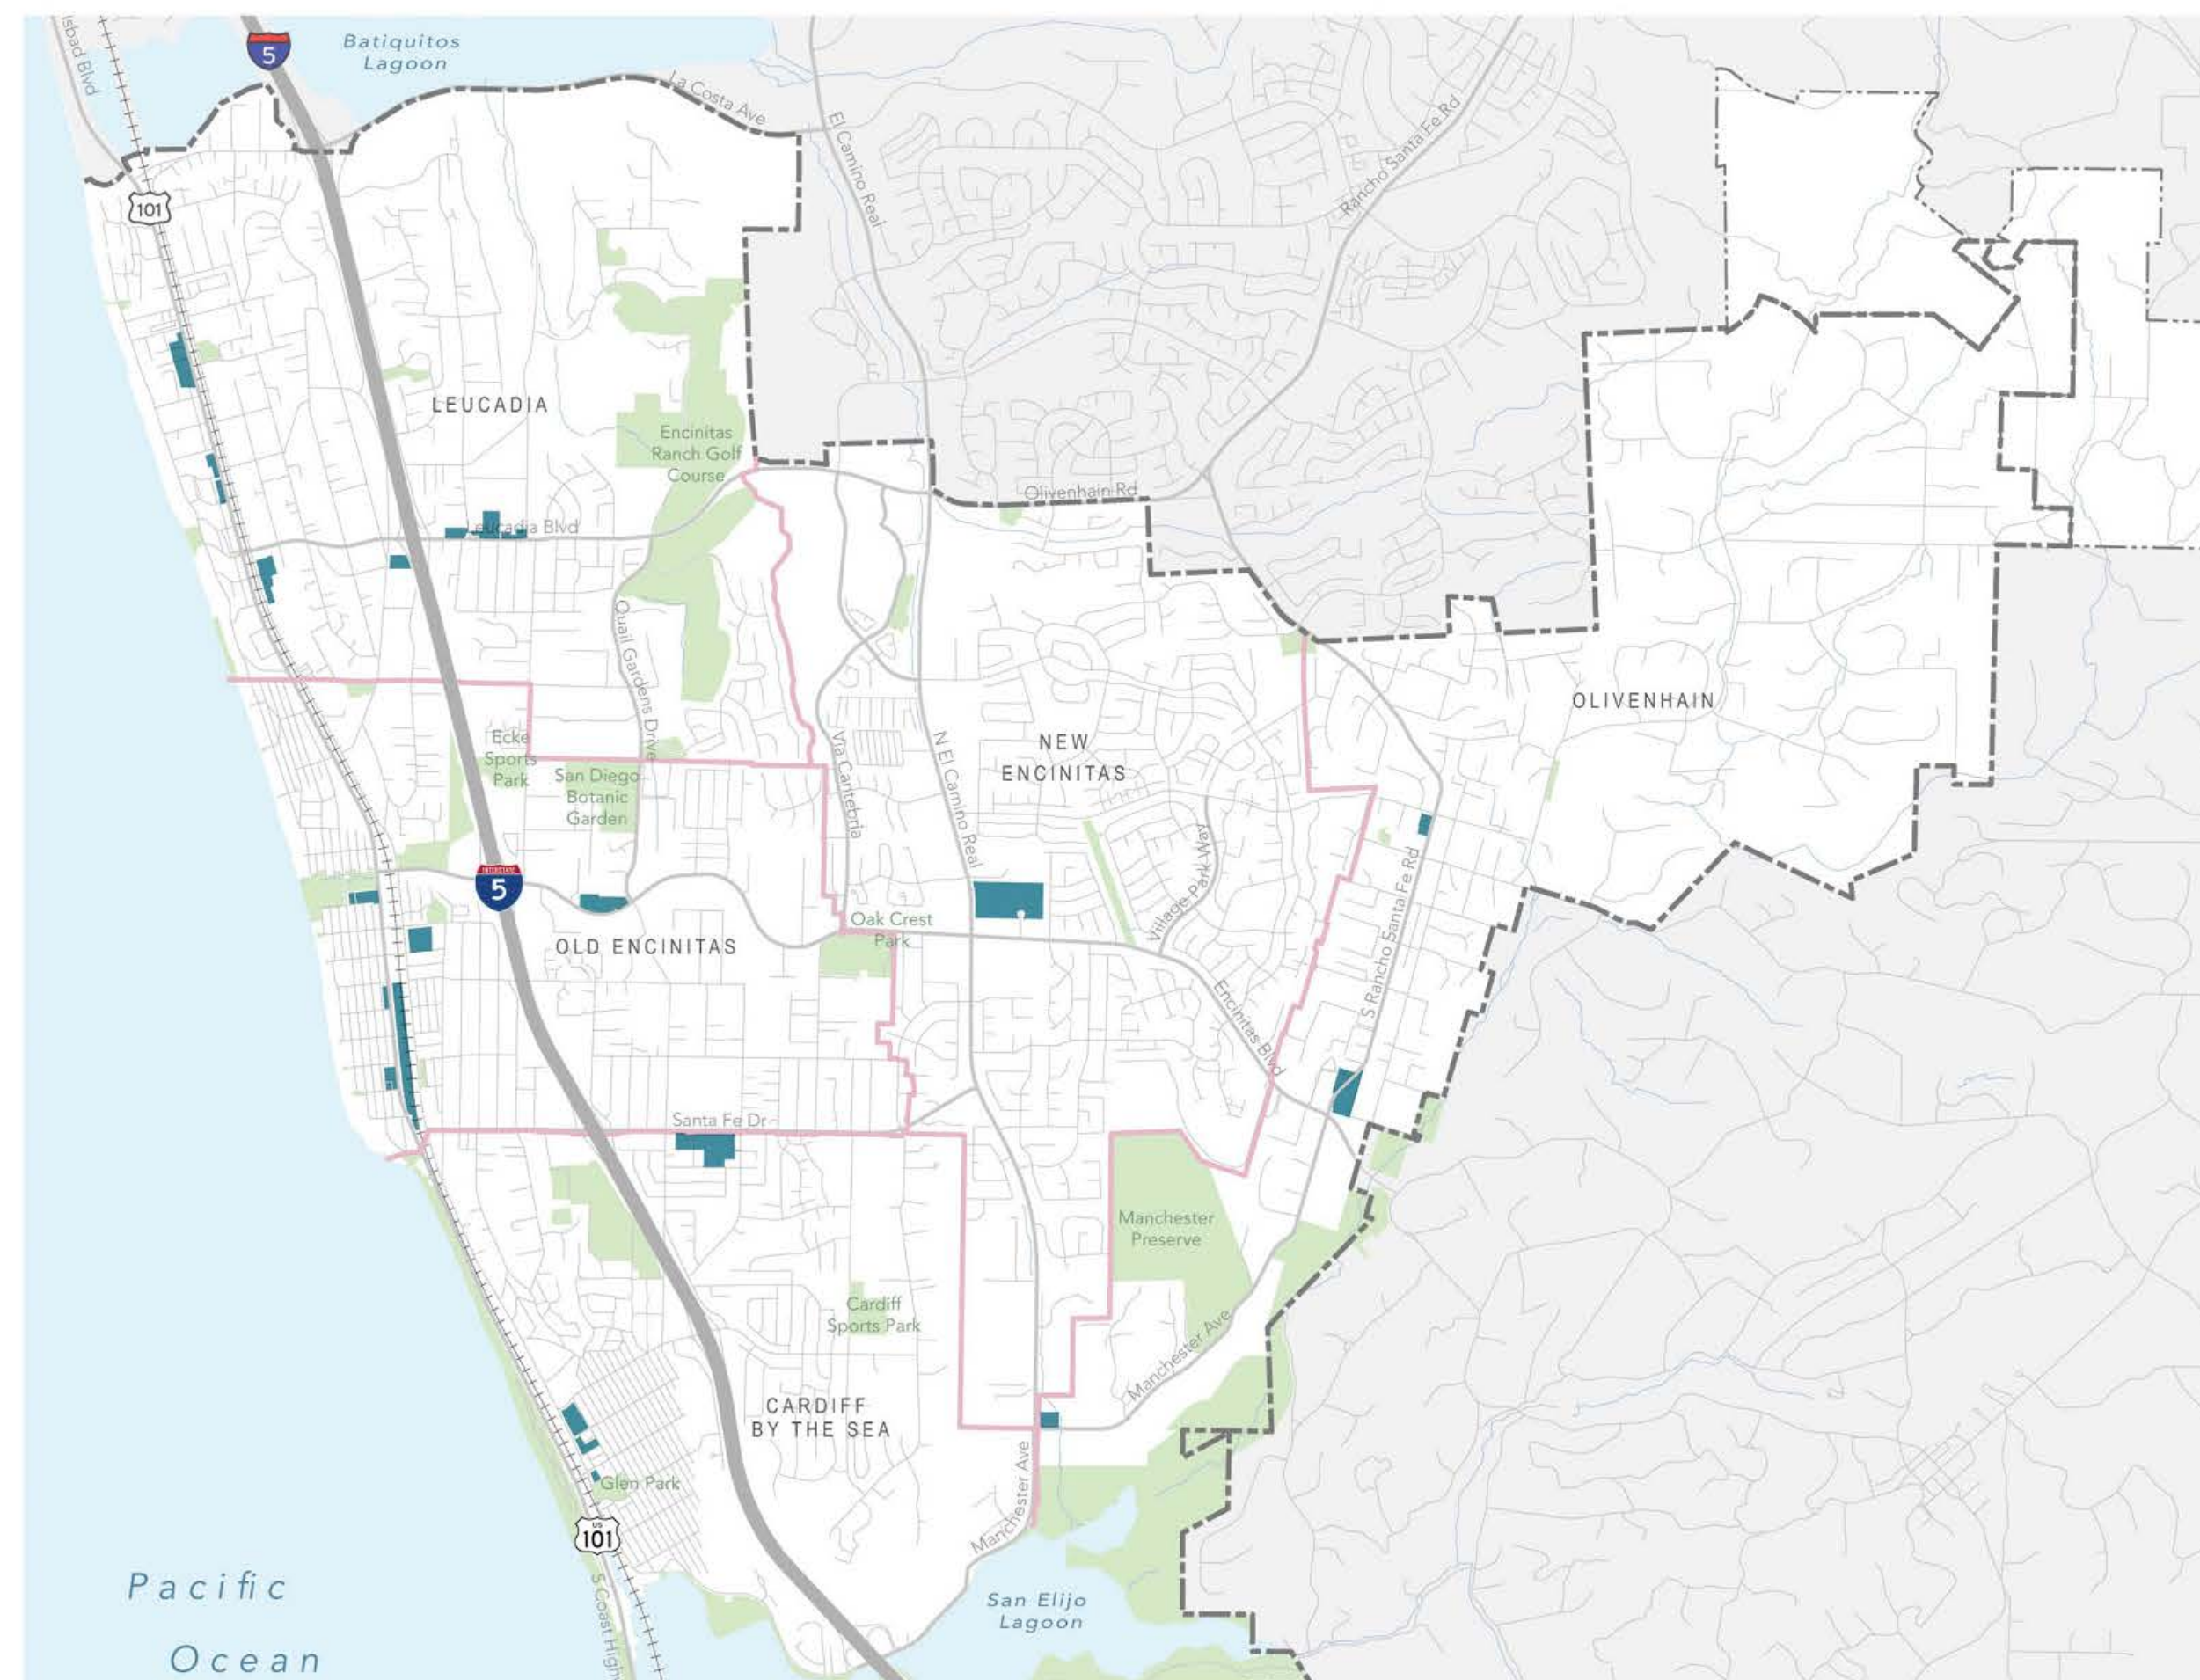 5
Batiquitos
Lagoon
La Costa Ave
El Camino Real
Rancho Santa Fe Rd
101
LEUCADIA
Encinitas
Ranch Golf
Course
Olivenhain Rd
Leucadia Blvd
Quail Gardens Drive
OLIVENHAIN
Ecke
Sports
Park
San Diego
Botanic
Garden
Via Cantebria
N El Camino Real
NEW
ENCINITAS
Village Park Way
S Rancho Santa Fe Rd
INTERSTATE
5
OLD ENCINITAS
Oak Crest
Park
Encinitas Blvd
Santa Fe Dr
Manchester
Preserve
Cardiff
Sports Park
Manchester Ave
CARDIFF
BY THE SEA
Manchester Ave
Glen Park
US
101
S Coast High
San Elijo
Lagoon
Pacific
Ocean